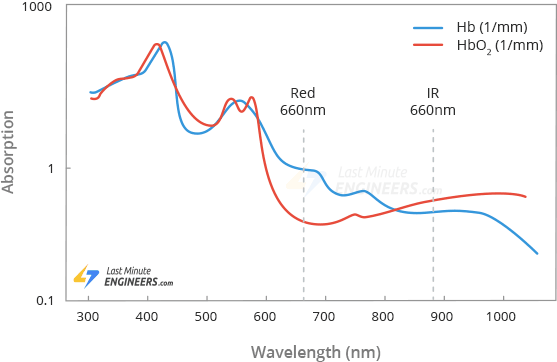 1000
Hb (1/mm)
HbO2 (1/mm)
Red
660nm
IR
660nm
Absorption
1
Last Minute
ENGINEERS.com
Last Minute
ENGINEERS.com
0.1
300 400 500 600 700 800 900 1000
Wavelength (nm)